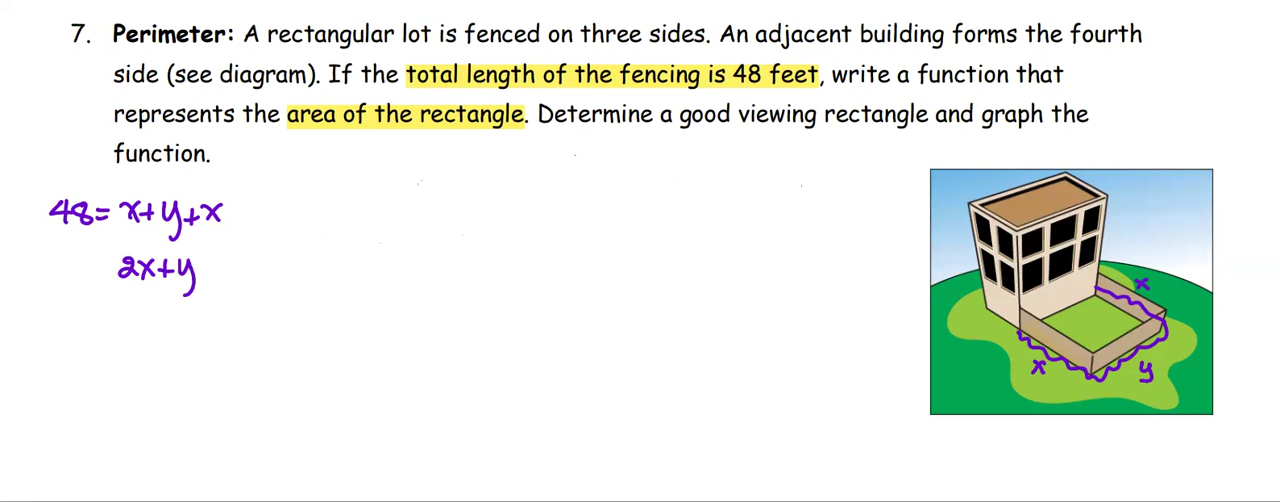 7. Perimeter: A rectangular lot is fenced on three sides. An adjacent building forms the fourth
side (see diagram). If the total length of the fencing is 48 feet, write a function that
represents the area of the rectangle. Determine a good viewing rectangle and graph the
function.
48= x+y+x
2x+y
x
x
y